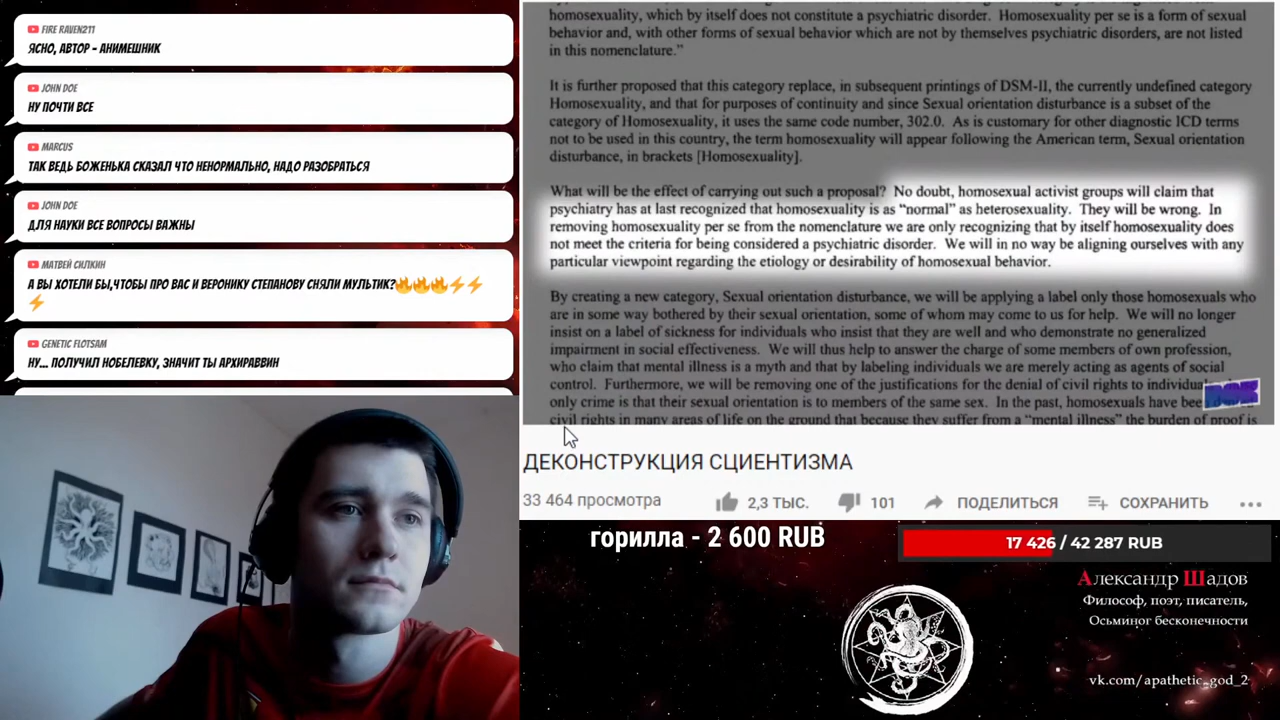 FIRE RAVEN211
ЯСНО, АВТОР - АНИМЕШНИК
JOHN DOE
НУ ПОЧТИ ВСЕ
MARCUS
ТАК ВЕДЬ БОЖЕНЬКА СКАЗАЛ ЧТО НЕНОРМАЛЬНО, НАДО РАЗОБРАТЬСЯ
JOHN DOE
ДЛЯ НАУКИ ВСЕ ВОПРОСЫ ВАЖНЫ
МАТВЕЙ СИЛКИН
А ВЫ ХОТЕЛИ БЫ,ЧТОБЫ ПРО ВАС И ВЕРОНИКУ СТЕПАНОВУ СНЯЛИ МУЛЬТИК?🔥🔥🔥⚡⚡
⚡
GENETIC FLOTSAM
НУ... ПОЛУЧИЛ НОБЕЛЕВКУ, ЗНАЧИТ ТЫ АРХИРАВВИН
homosexuality, which by itself does not constitute a psychiatric disorder. Homosexuality per se is a form of sexual
behavior and, with other forms of sexual behavior which are not by themselves psychiatric disorders, are not listed
in this nomenclature."
It is further proposed that this category replace, in subsequent printings of DSM-II, the currently undefined category
Homosexuality, and that for purposes of continuity and since Sexual orientation disturbance is a subset of the
category of Homosexuality, it uses the same code number, 302.0. As is customary for other diagnostic ICD terms
not to be used in this country, the term homosexuality will appear following the American term, Sexual orientation
disturbance, in brackets [Homosexuality].
What will be the effect of carrying out such a proposal? No doubt, homosexual activist groups will claim that
psychiatry has at last recognized that homosexuality is as "normal" as heterosexuality. They will be wrong. In
removing homosexuality per se from the nomenclature we are only recognizing that by itself homosexuality does
not meet the criteria for being considered a psychiatric disorder. We will in no way be aligning ourselves with any
particular viewpoint regarding the etiology or desirability of homosexual behavior.
By creating a new category, Sexual orientation disturbance, we will be applying a label only those homosexuals who
are in some way bothered by their sexual orientation, some of whom may come to us for help. We will no longer
insist on a label of sickness for individuals who insist that they are well and who demonstrate no generalized
impairment in social effectiveness. We will thus help to answer the charge of some members of own profession,
who claim that mental illness is a myth and that by labeling individuals we are merely acting as agents of social
control. Furthermore, we will be removing one of the justifications for the denial of civil rights to individuals
only crime is that their sexual orientation is to members of the same sex. In the past, homosexuals have been
civil rights in many areas of life on the ground that because they suffer from a "mental illness" the burden of proof is
ДЕКОНСТРУКЦИЯ СЦИЕНТИЗМА
33 464 просмотра
2,3 ТЫС.
101
ПОДЕЛИТЬСЯ
СОХРАНИТЬ
горилла - 2 600 RUB
17 426 / 42 287 RUB
Александр Шадов
Философ, поэт, писатель,
Осьминог бесконечности
vk.com/apathetic_god_2